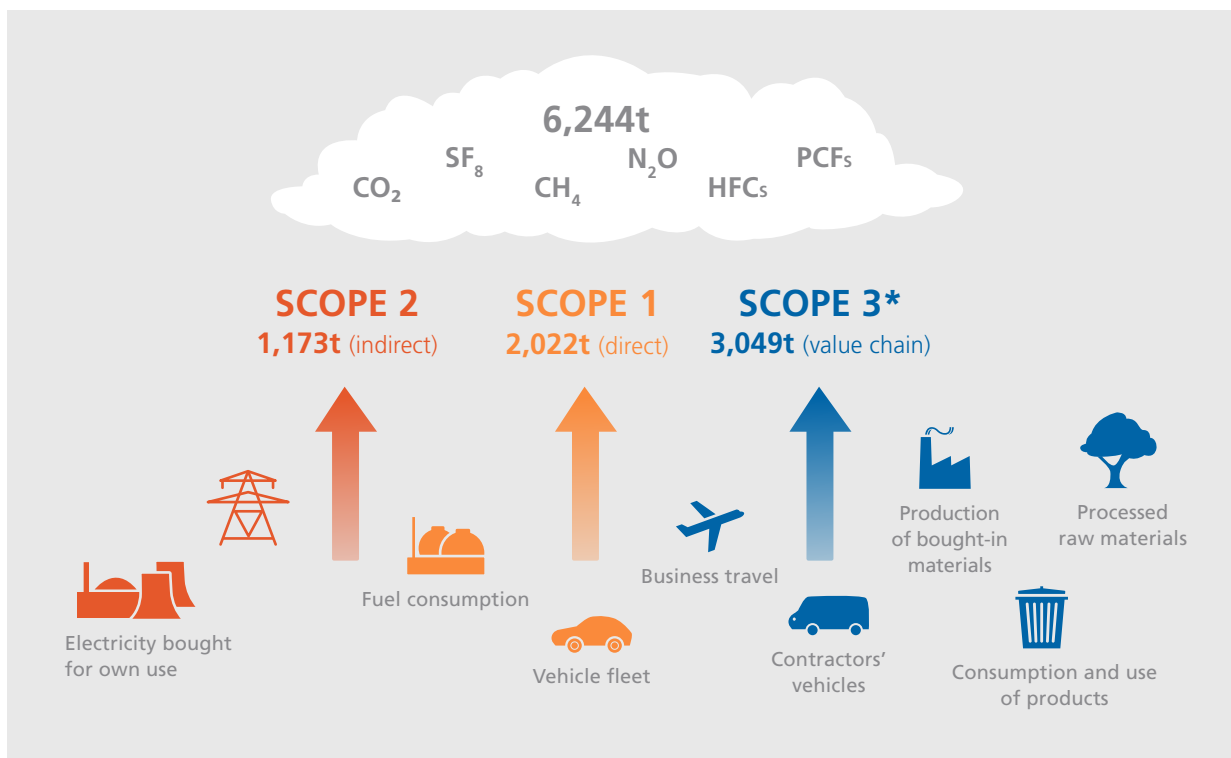 6,244t
CO₂
SF₈
CH₄
N₂O
HFCs
PCFs
SCOPE 2
1,173t (indirect)
SCOPE 1
2,022t (direct)
SCOPE 3*
3,049t (value chain)
Electricity bought
for own use
Fuel consumption
Vehicle fleet
Business travel
Contractors'
vehicles
Production
of bought-in
materials
Processed
raw materials
Consumption and use
of products